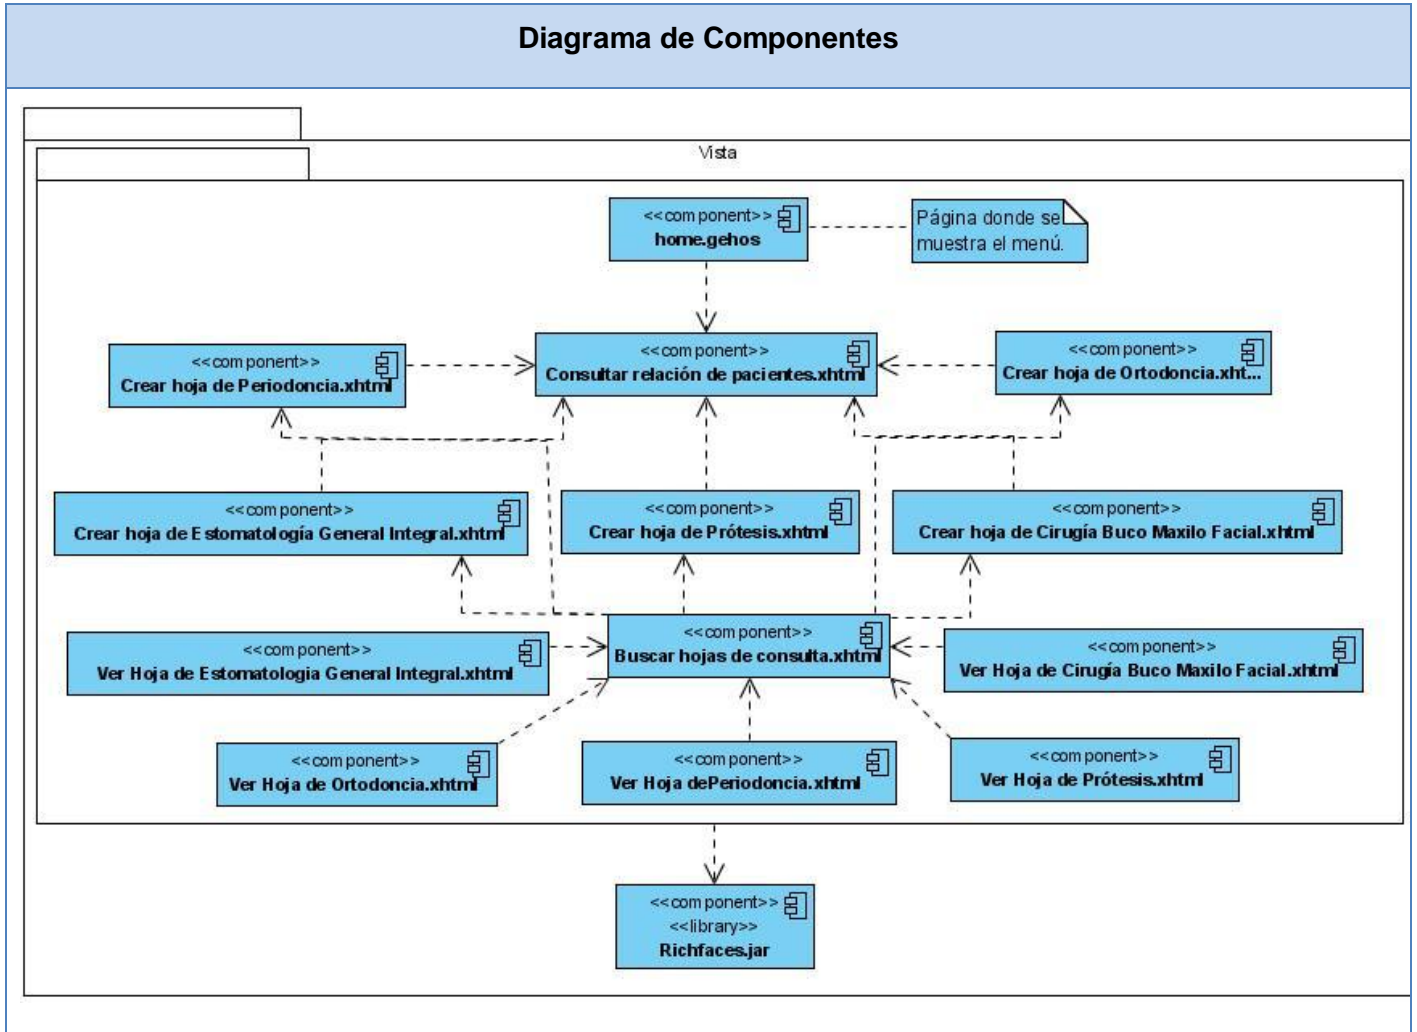 Diagrama de Componentes
Vista
<<component>>
home.gehos
Página donde se
muestra el menú.
<<component>>
Crear hoja de Periodoncia.xhtml
<<component>>
Consultar relación de pacientes.xhtml
<<component>>
Crear hoja de Ortodoncia.xht...
<<component>>
Crear hoja de Estomatología General Integral.xhtml
<<component>>
Crear hoja de Prótesis.xhtml
<<component>>
Crear hoja de Cirugía Buco Maxilo Facial.xhtml
<<component>>
Ver Hoja de Estomatologia General Integral.xhtml
<<component>>
Buscar hojas de consulta.xhtml
<<component>>
Ver Hoja de Cirugía Buco Maxilo Facial.xhtml
<<component>>
Ver Hoja de Ortodoncia.xhtml
<<component>>
Ver Hoja dePeriodoncia.xhtml
<<component>>
Ver Hoja de Prótesis.xhtml
<<component>>
<<library>>
Richfaces.jar